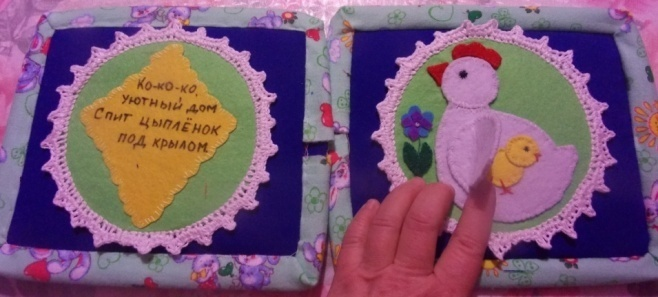 Ко-ко-ко,
уютный дом
Спит цыплёнок
под крылом